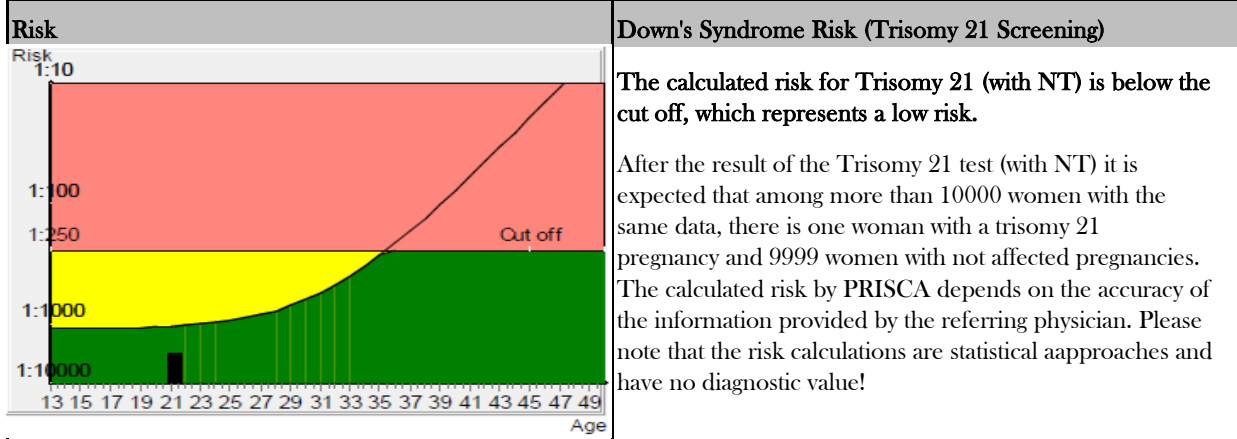 Risk
Down's Syndrome Risk (Trisomy 21 Screening)
Risk
1:10
1:100
1:250
Cut off
1:1000
1:10000
13 15 17 19 21 23 25 27 29 31 33 35 37 39 41 43 45 47 49
Age
The calculated risk for Trisomy 21 (with NT) is below the
cut off, which represents a low risk.
After the result of the Trisomy 21 test (with NT) it is
expected that among more than 10000 women with the
same data, there is one woman with a trisomy 21
pregnancy and 9999 women with not affected pregnancies.
The calculated risk by PRISCA depends on the accuracy of
the information provided by the referring physician. Please
note that the risk calculations are statistical aapproaches and
have no diagnostic value!